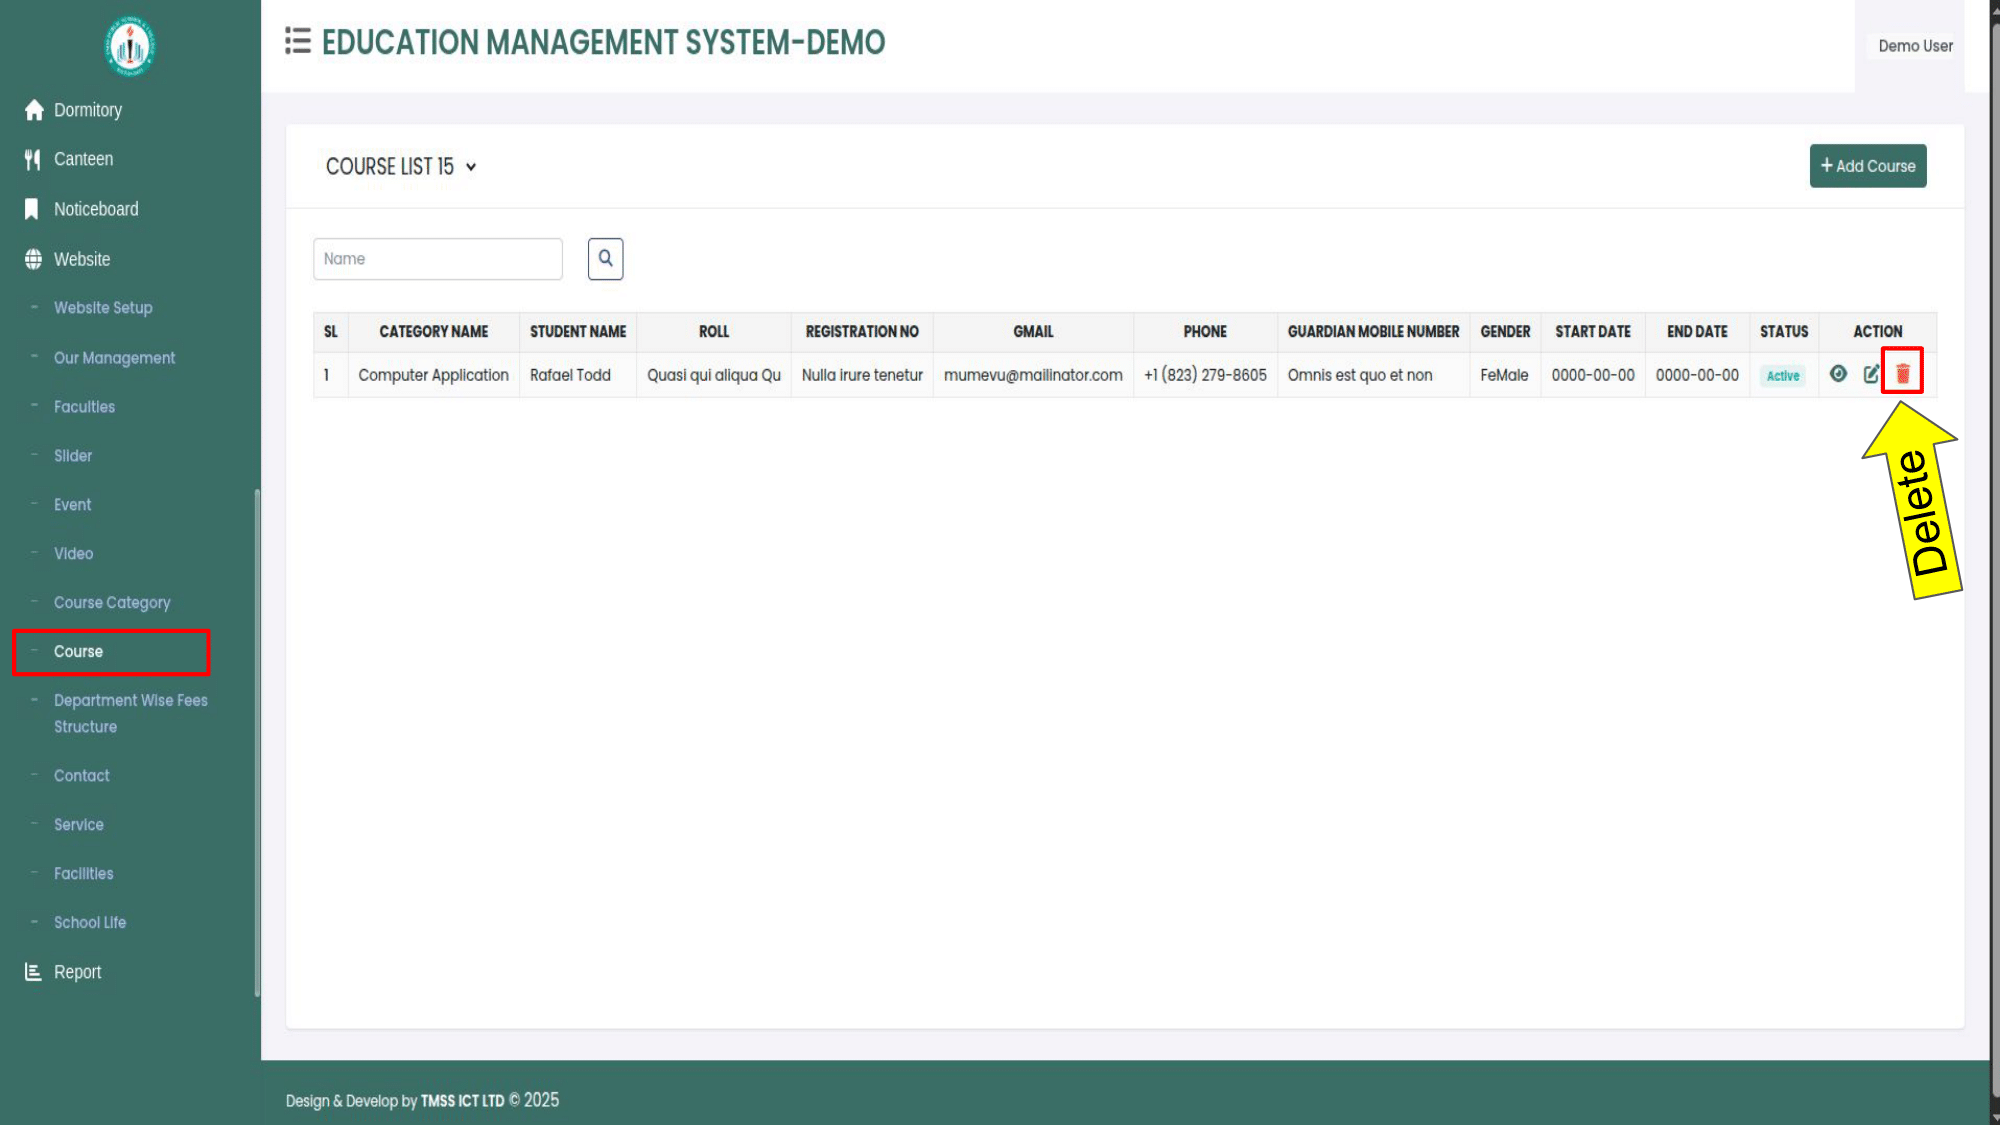 EDUCATION MANAGEMENT SYSTEM-DEMO
Demo User
Dormitory
Canteen
Noticeboard
Website
- Website Setup
- Our Management
- Faculties
- Slider
- Event
- Video
- Course Category
- Course
- Department Wise Fees
Structure
- Contact
- Service
- Facilities
- School Life
Report
COURSE LIST 15
+ Add Course
Name
SL CATEGORY NAME STUDENT NAME ROLL REGISTRATION NO GMAIL PHONE GUARDIAN MOBILE NUMBER GENDER START DATE END DATE STATUS ACTION
1 Computer Application Rafael Todd Quasi qui aliqua Qu Nulla irure tenetur mumevu@mailinator.com +1 (823) 279-8605 Omnis est quo et non FeMale 0000-00-00 0000-00-00 Active
Delete
Design & Develop by TMSS ICT LTD © 2025